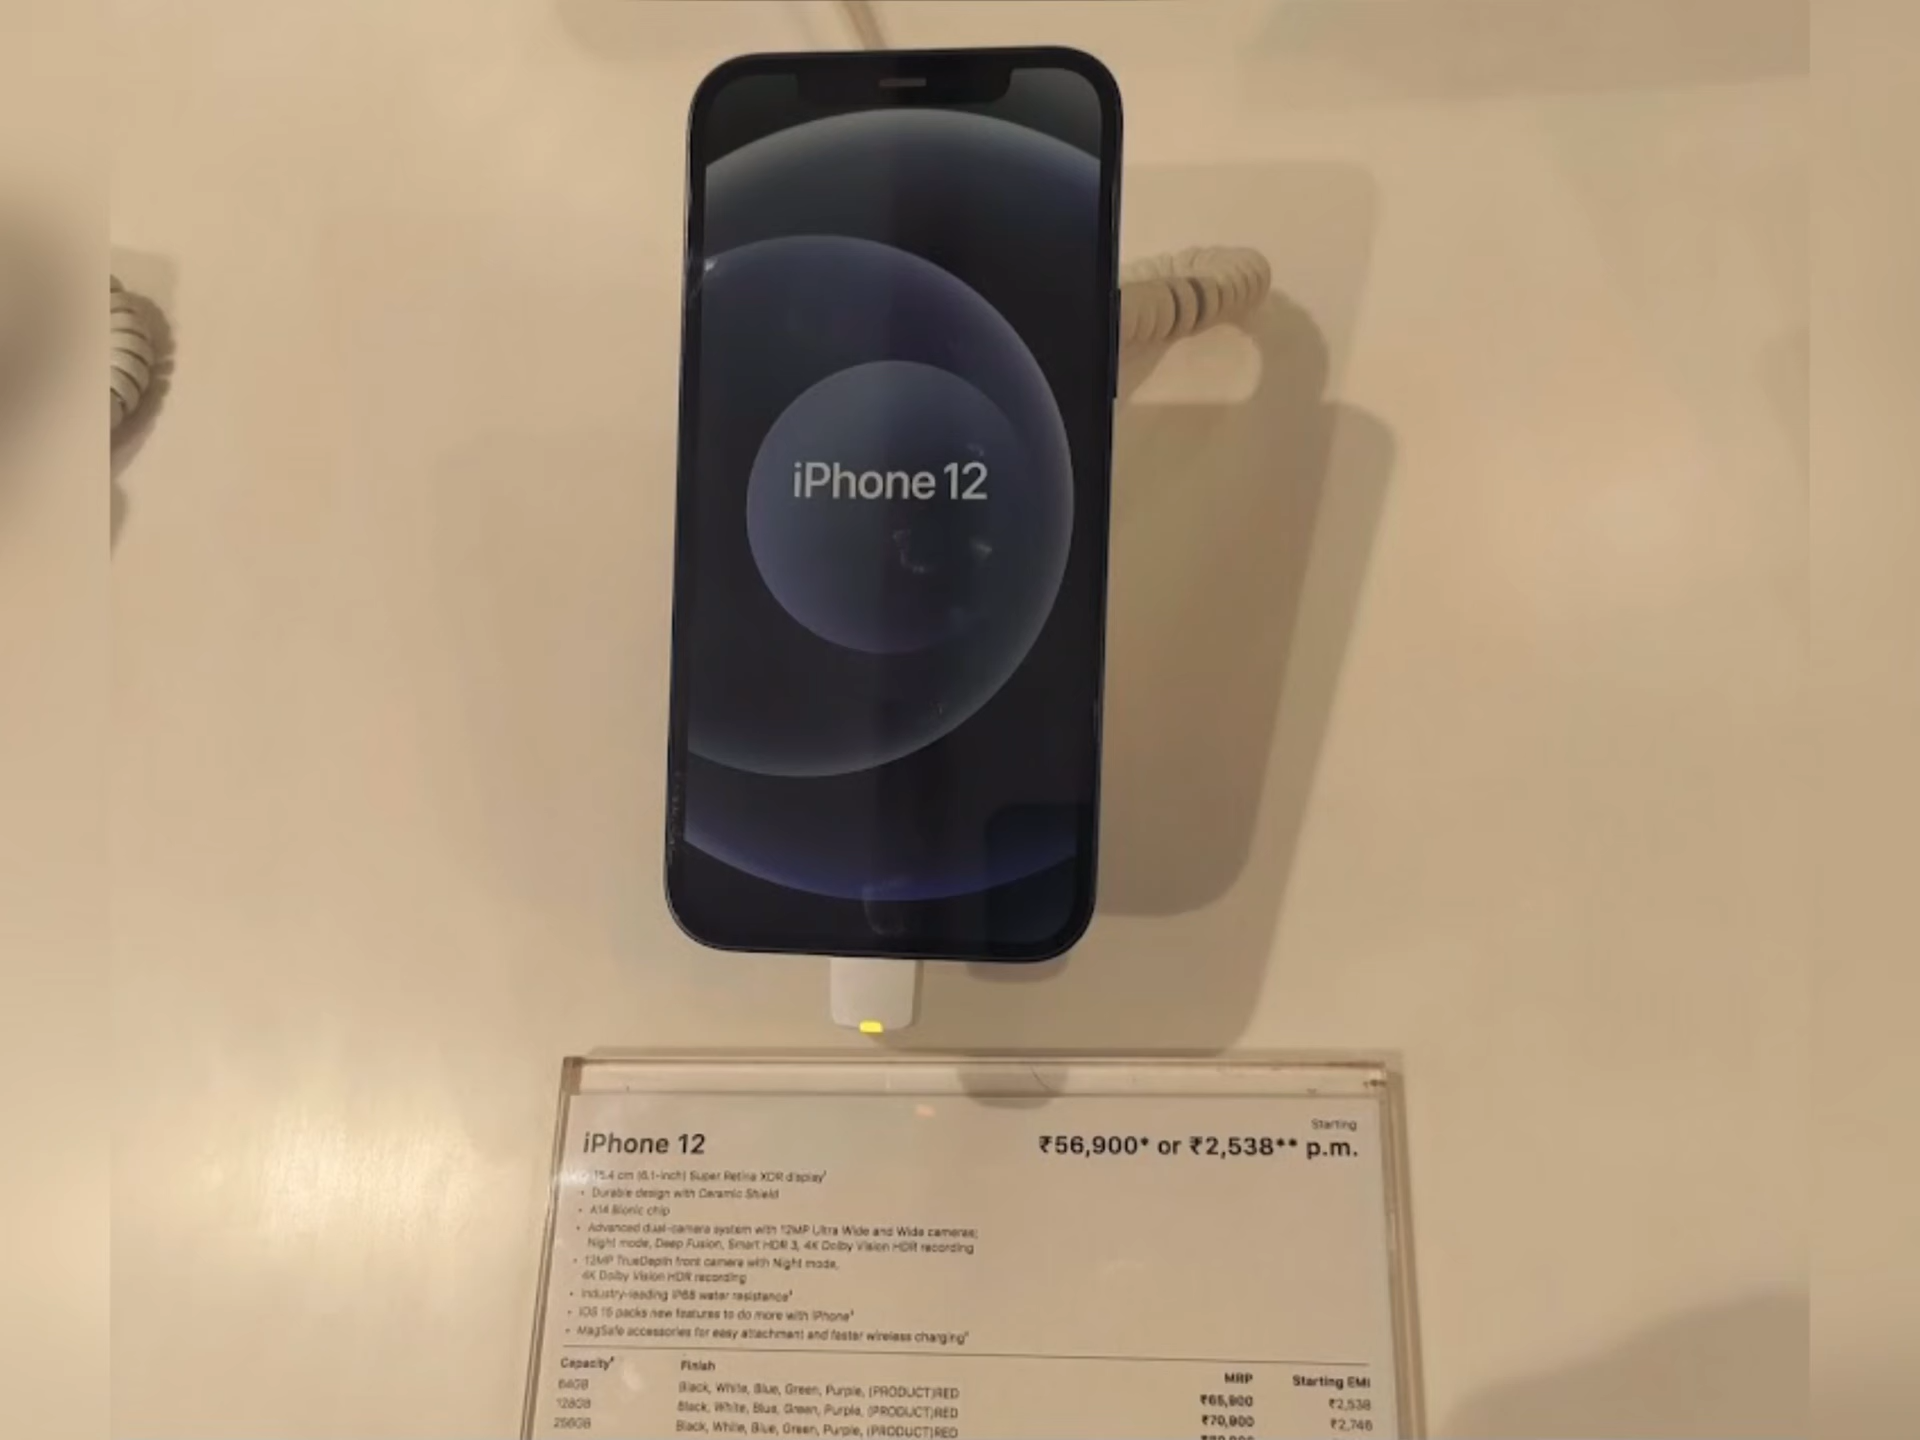 iPhone 12
Starting
iPhone 12
₹56,900* or ₹2,538** p.m.
15.4 cm (6.1-inch) Super Retina XDR display¹
• Durable design with Ceramic Shield
• A14 Bionic chip
• Advanced dual-camera system with 12MP Ultra Wide and Wide cameras;
Night mode, Deep Fusion, Smart HDR 3, 4K Dolby Vision HDR recording
• 12MP TrueDepth front camera with Night mode,
4K Dolby Vision HDR recording
• Industry-leading IP68 water resistance
• iOS 15 packs new features to do more with iPhone
• MagSafe accessories for easy attachment and faster wireless charging
Capacity Finish MRP Starting EMI
64GB Black, White, Blue, Green, Purple, (PRODUCT)RED ₹65,900 ₹2,538
128GB Black, White, Blue, Green, Purple, (PRODUCT)RED ₹70,900 ₹2,746
256GB Black, White, Blue, Green, Purple, (PRODUCT)RED